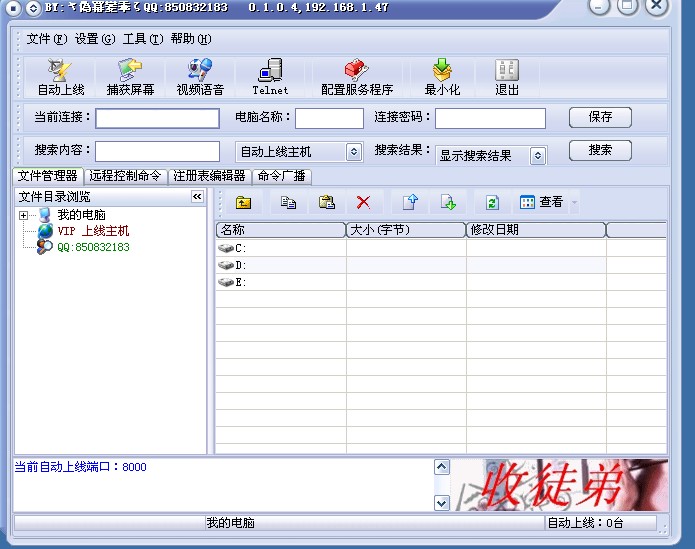 QQ:850832183 0.1.0.4,192.168.1.47
文件(F) 设置(G) 工具(T) 帮助(H)
自动上线 捕获屏幕 视频语音 Telnet 配置服务程序 最小化 退出
当前连接： 电脑名称： 连接密码： 保存
搜索内容： 自动上线主机 搜索结果： 显示搜索结果 搜索
文件管理器 远程控制命令 注册表编辑器 命令广播
文件目录浏览 查看
我的电脑 名称 大小(字节) 修改日期
VIP 上线主机 C:
QQ:850832183 D:
E:
当前自动上线端口：8000
收徒弟
我的电脑 自动上线：0台